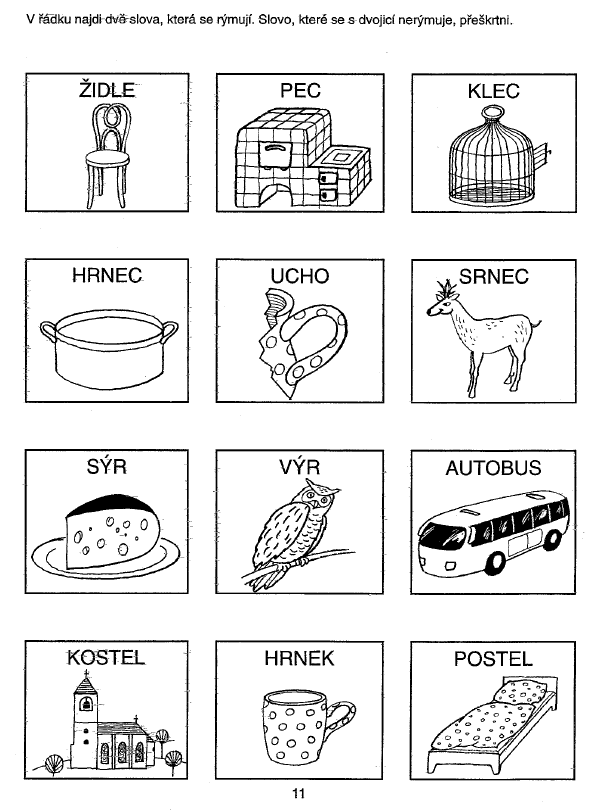 V řádku najdi dvě slova, která se rýmují. Slovo, které se s dvojicí nerýmuje, přeškrtni.
ŽIDLE PEC KLEC
HRNEC UCHO SRNEC
SÝR VÝR AUTOBUS
KOSTEL HRNEK POSTEL
11